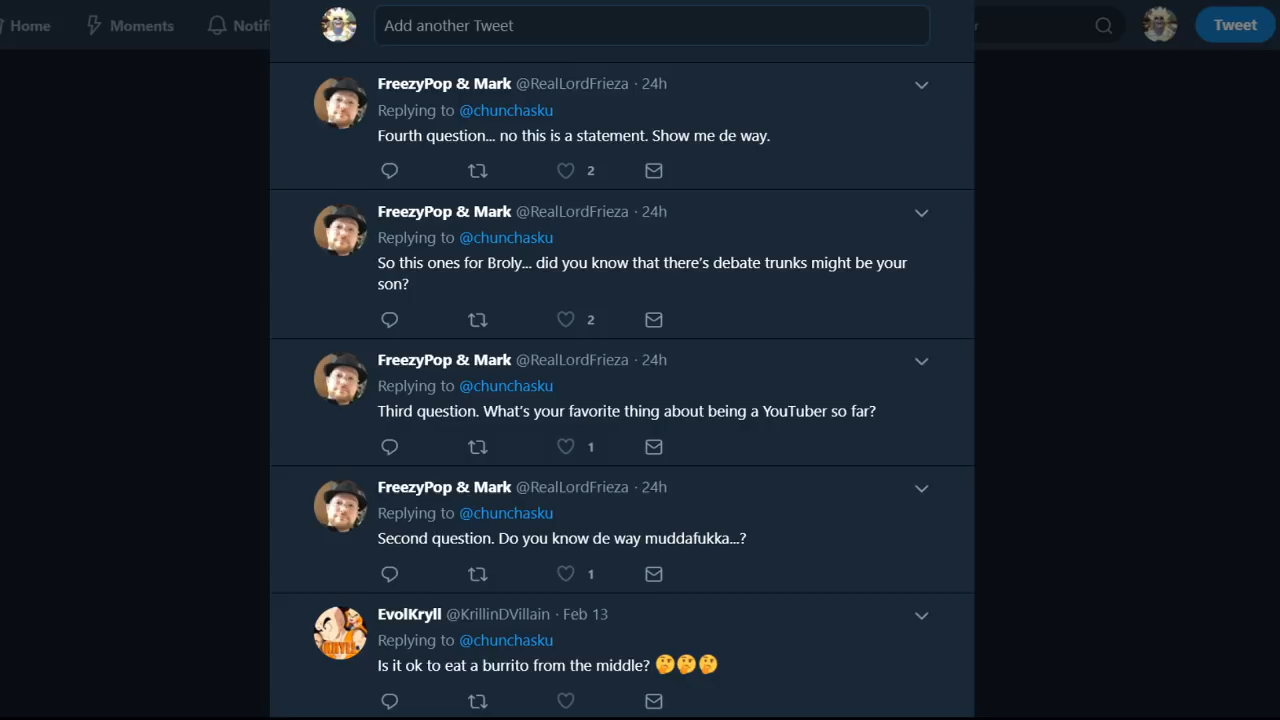 Home
Moments
Notifi
Add another Tweet
Tweet
FreezyPop & Mark @RealLordFrieza · 24h
Replying to @chunchasku
Fourth question... no this is a statement. Show me de way.
2
FreezyPop & Mark @RealLordFrieza · 24h
Replying to @chunchasku
So this ones for Broly... did you know that there's debate trunks might be your
son?
2
FreezyPop & Mark @RealLordFrieza · 24h
Replying to @chunchasku
Third question. What's your favorite thing about being a YouTuber so far?
1
FreezyPop & Mark @RealLordFrieza · 24h
Replying to @chunchasku
Second question. Do you know de way muddafukka...?
1
EvolKryll @KrillinDVillain · Feb 13
Replying to @chunchasku
Is it ok to eat a burrito from the middle? 🤔🤔🤔